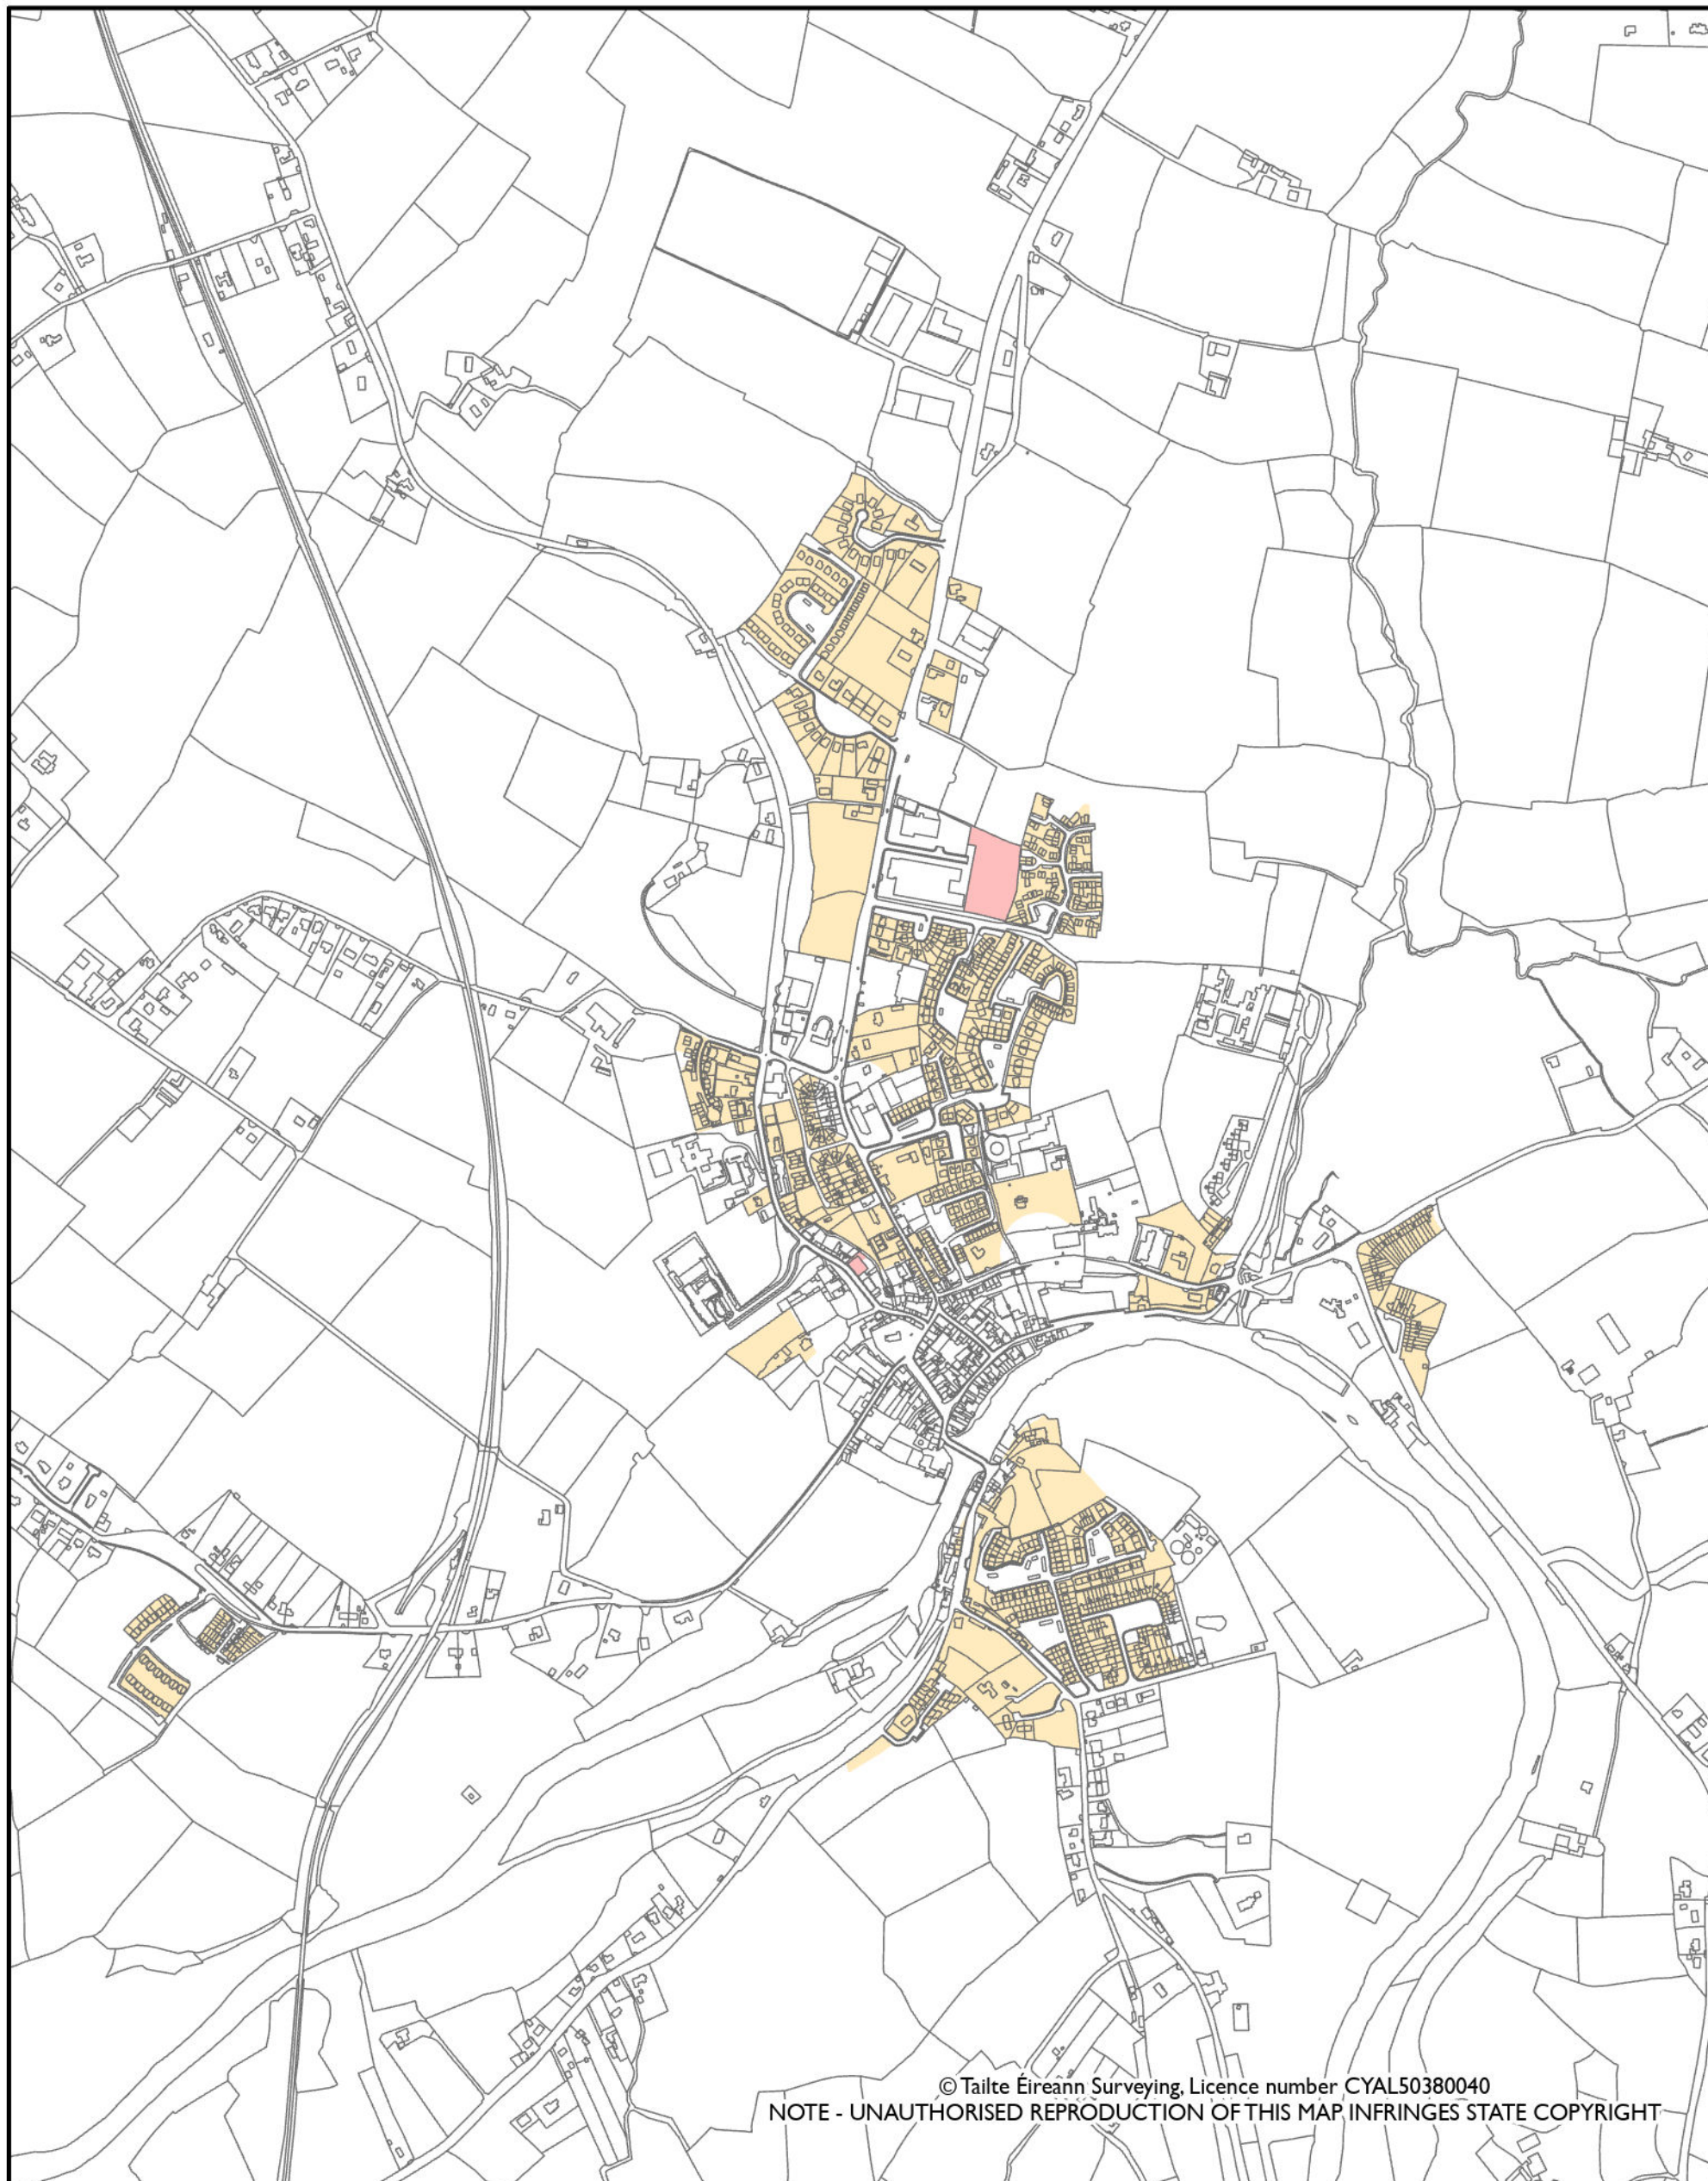 © Tailte Éireann Surveying, Licence number CYAL50380040
NOTE - UNAUTHORISED REPRODUCTION OF THIS MAP INFRINGES STATE COPYRIGHT